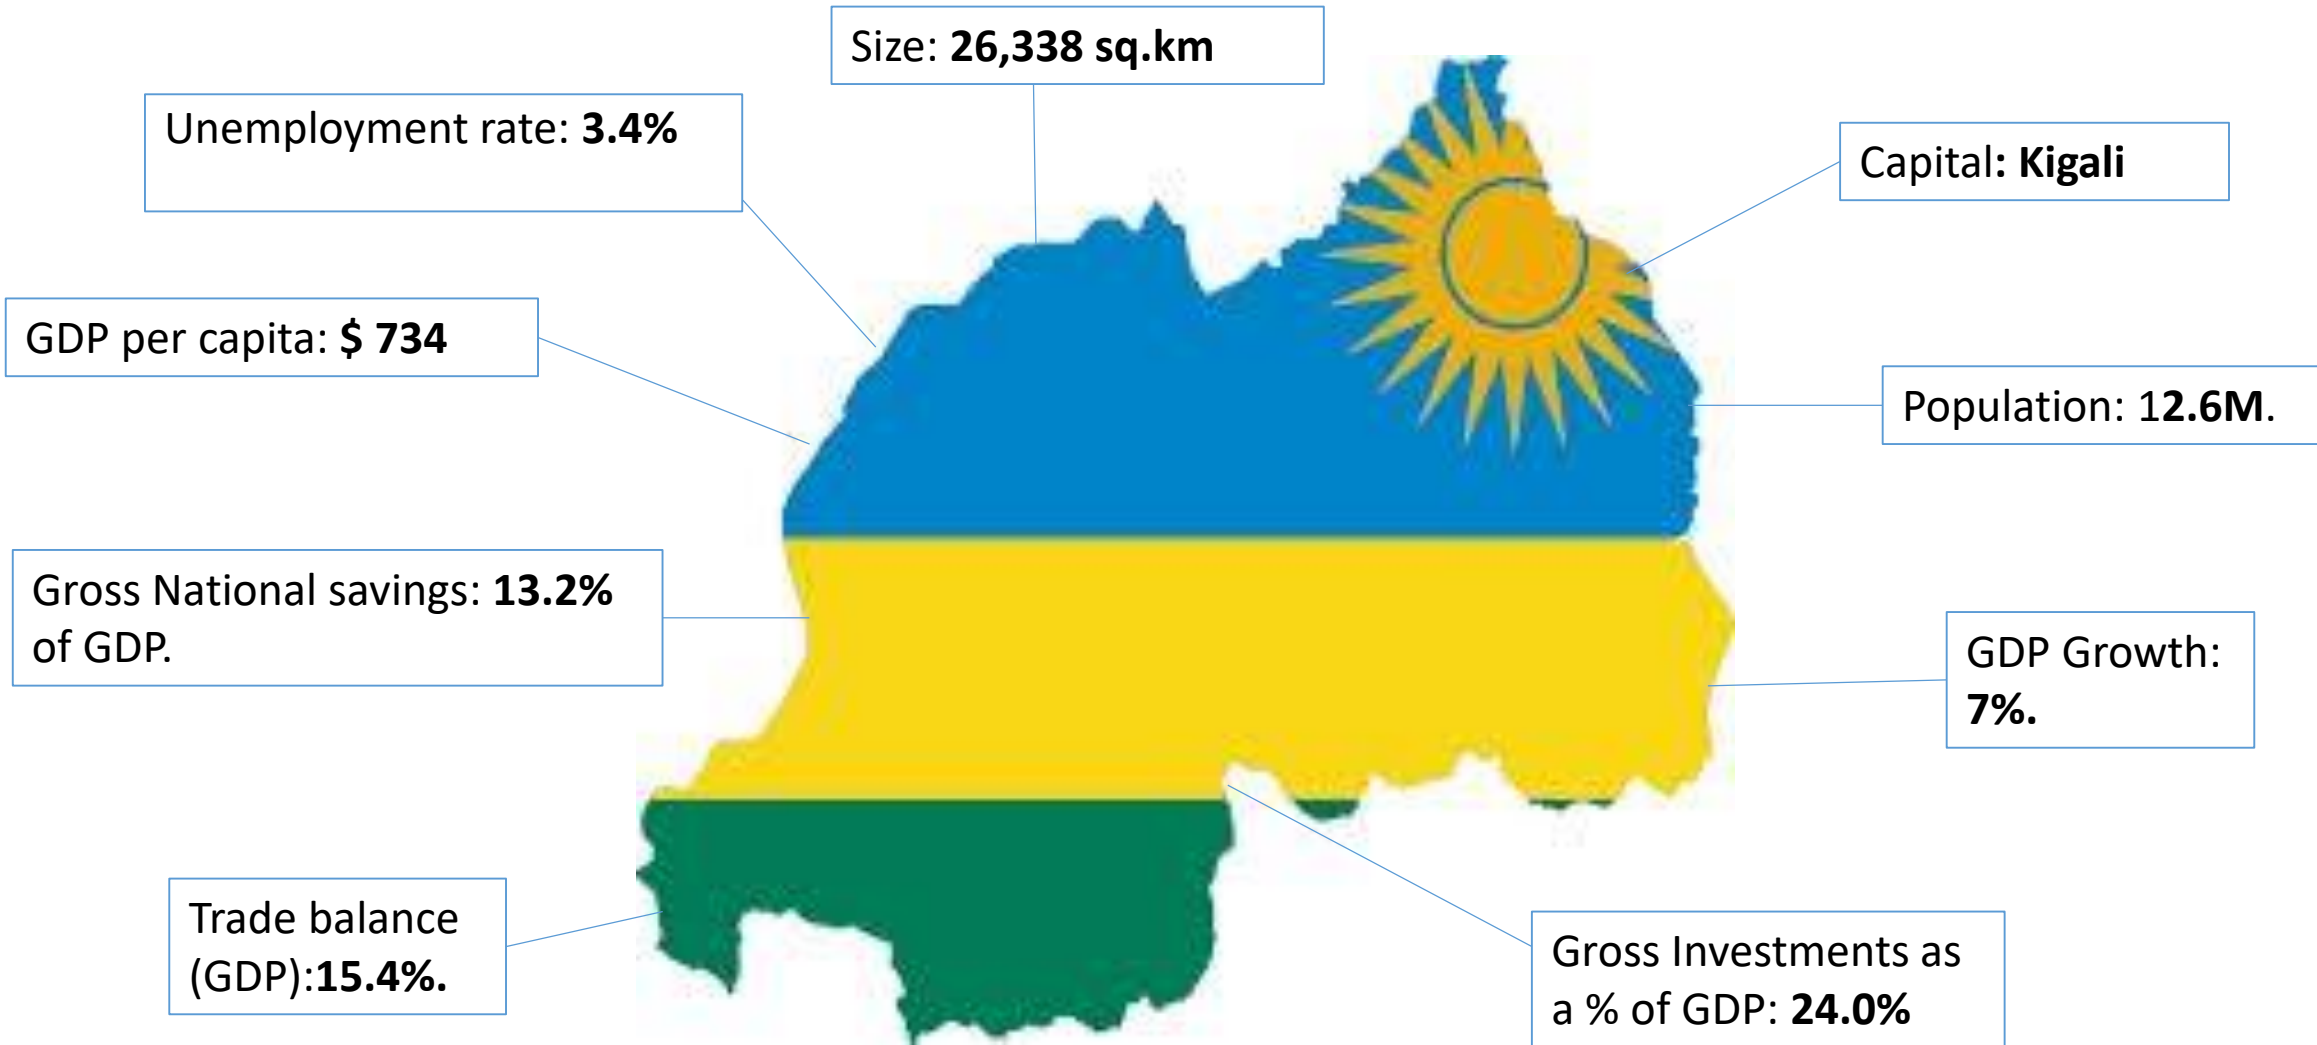 Size: 26,338 sq.km
Unemployment rate: 3.4%
Capital: Kigali
GDP per capita: $ 734
Population: 12.6M.
Gross National savings: 13.2%
of GDP.
GDP Growth:
7%.
Trade balance
(GDP):15.4%.
Gross Investments as
a % of GDP: 24.0%